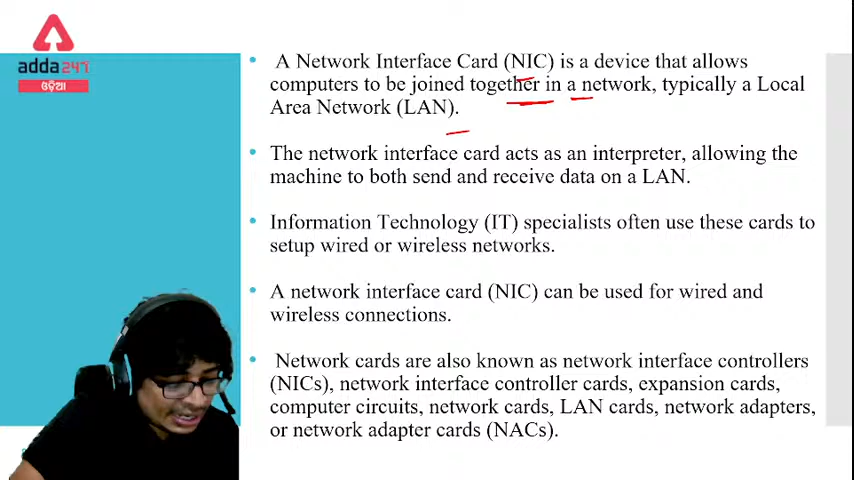 adda247
ଓଡ଼ିଆ
• A Network Interface Card (NIC) is a device that allows
computers to be joined together in a network, typically a Local
Area Network (LAN).
• The network interface card acts as an interpreter, allowing the
machine to both send and receive data on a LAN.
• Information Technology (IT) specialists often use these cards to
setup wired or wireless networks.
• A network interface card (NIC) can be used for wired and
wireless connections.
• Network cards are also known as network interface controllers
(NICs), network interface controller cards, expansion cards,
computer circuits, network cards, LAN cards, network adapters,
or network adapter cards (NACs).